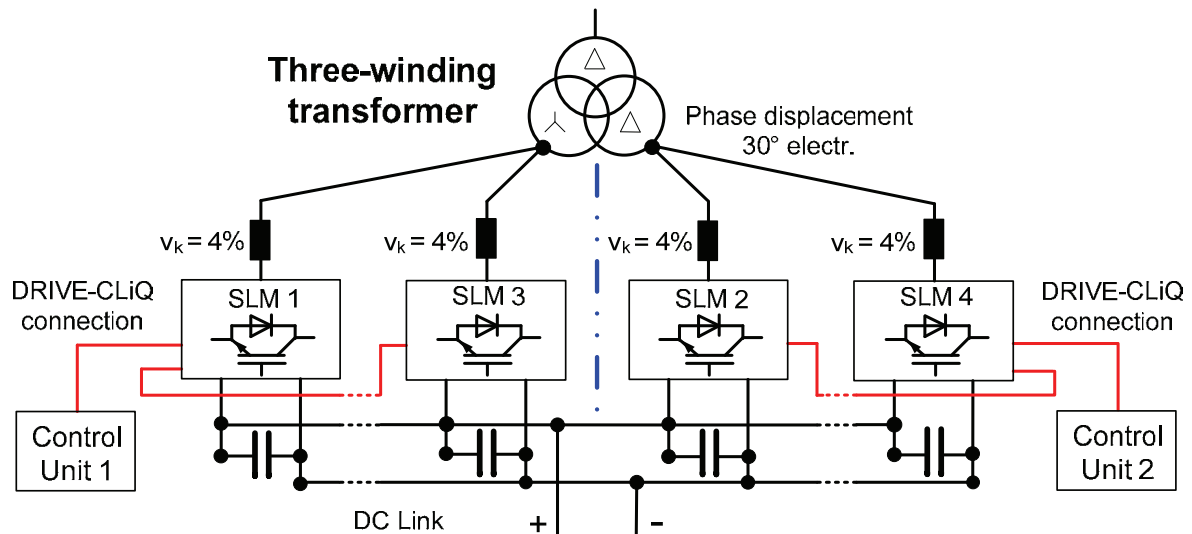 Three-winding
transformer
Phase displacement
30° electr.
vk = 4%
vk = 4%
vk = 4%
vk = 4%
DRIVE-CLiQ
connection
SLM 1
SLM 3
SLM 2
SLM 4
DRIVE-CLiQ
connection
Control
Unit 1
Control
Unit 2
DC Link
+
-